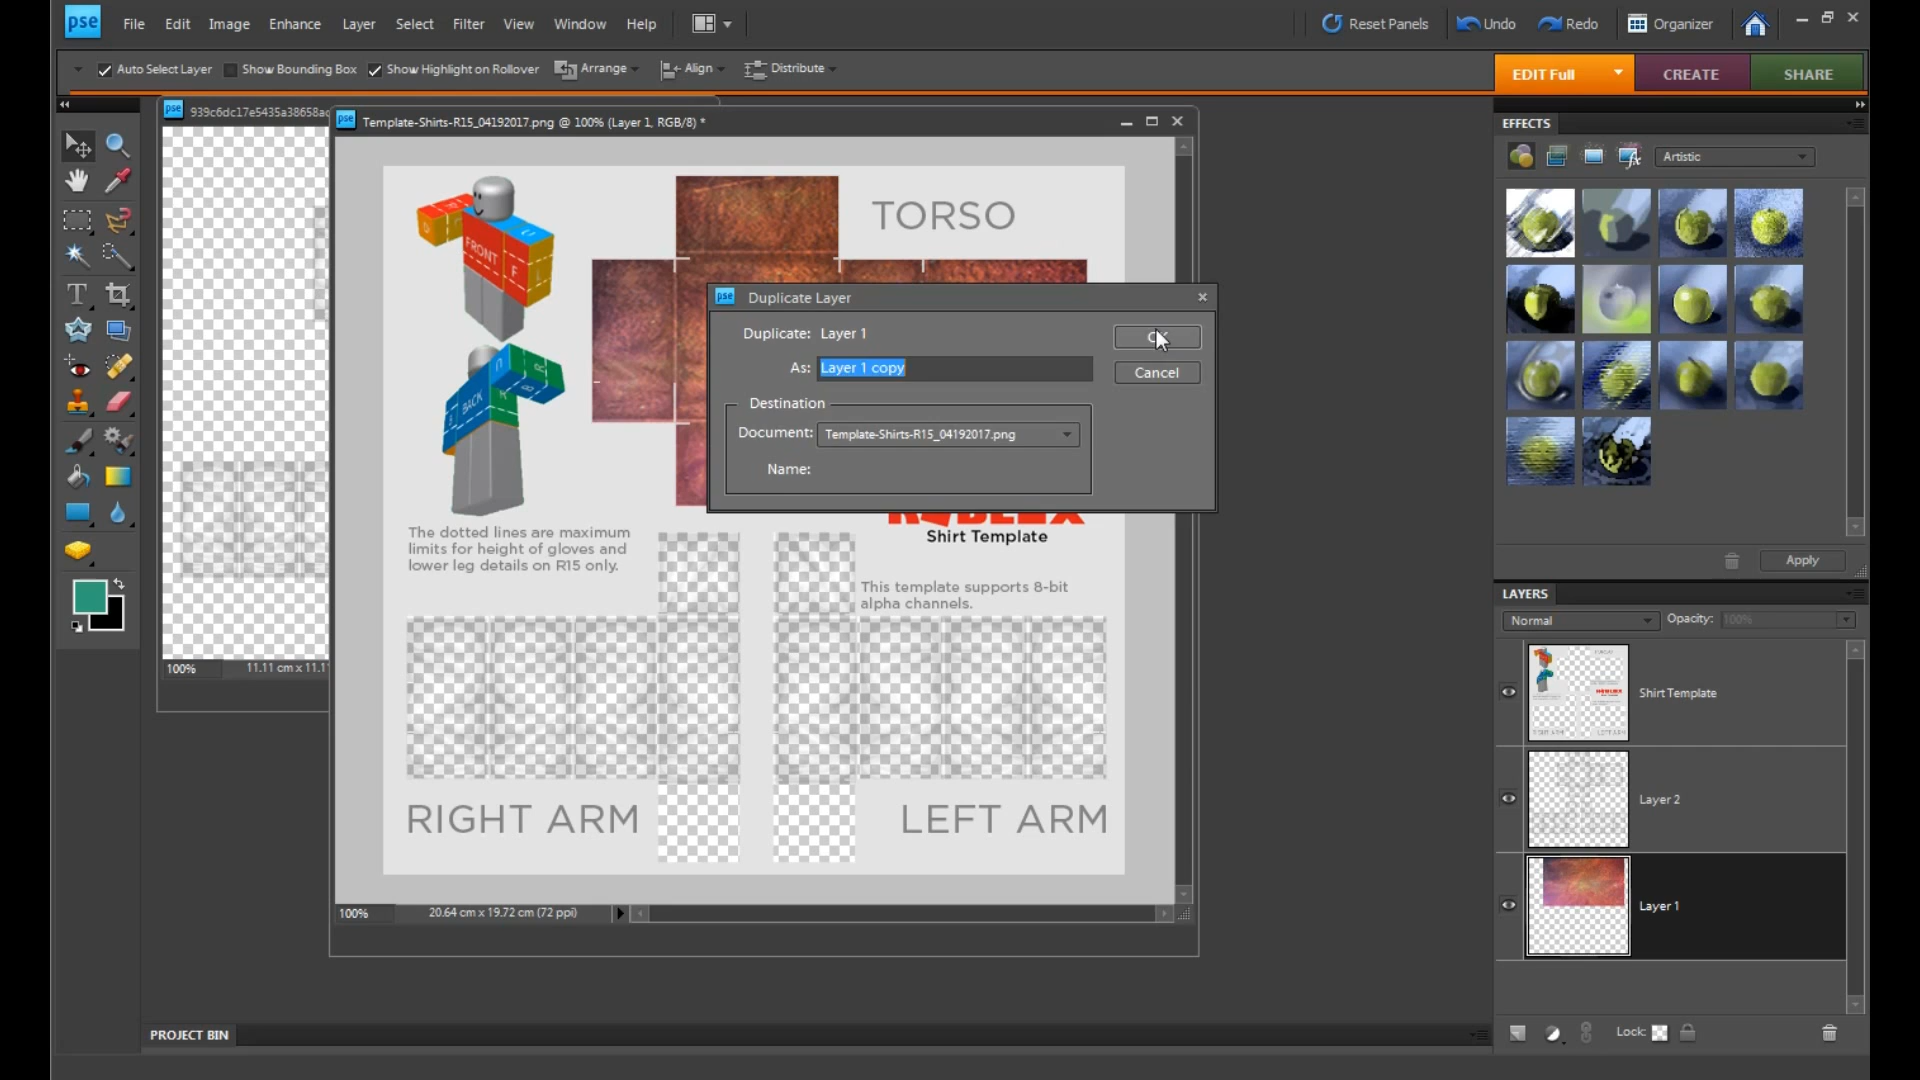 pse File Edit Image Enhance Layer Select Filter View Window Help Reset Panels Undo Redo Organizer
Auto Select Layer Show Bounding Box Show Highlight on Rollover Arrange Align Distribute
EDIT Full CREATE SHARE
pse Template-Shirts-R15_04192017.png @ 100% (Layer 1, RGB/8) *
EFFECTS
Artistic
TORSO
FRONT F L
U
BACK
R
pse Duplicate Layer
Duplicate: Layer 1
As: Layer 1 copy
Cancel
Destination
Document: Template-Shirts-R15_04192017.png
Name:
Shirt Template
The dotted lines are maximum
limits for height of gloves and
lower leg details on R15 only.
This template supports 8-bit
alpha channels.
RIGHT ARM
LEFT ARM
100%
100% 20.64 cm x 19.72 cm (72 ppi)
Apply
LAYERS
Normal Opacity: 100%
Shirt Template
Layer 2
Layer 1
Lock:
PROJECT BIN